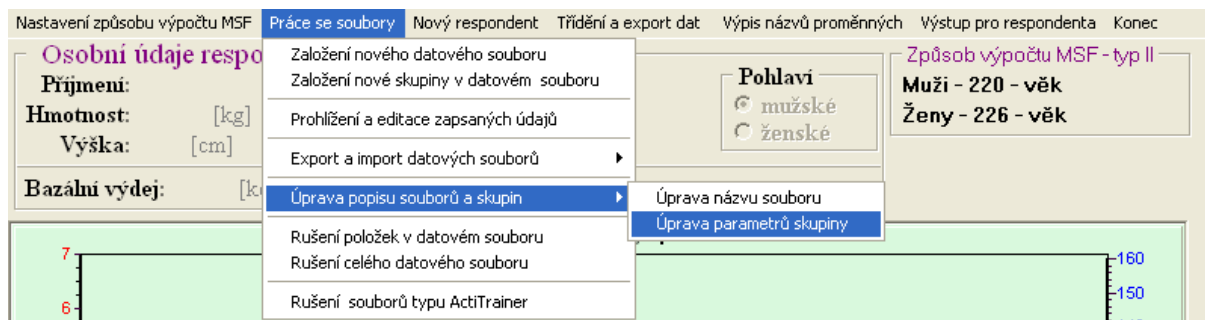 Nastavení způsobu výpočtu MSF Práce se soubory Nový respondent Třídění a export dat Výpis názvů proměnných Výstup pro respondenta Konec
Osobní údaje respo
Příjmení:
Hmotnost: [kg]
Výška: [cm]
Bazální výdej:
Založení nového datového souboru
Založení nové skupiny v datovém souboru
Prohlížení a editace zapsaných údajů
Export a import datových souborů
Úprava popisu souborů a skupin
Rušení položek v datovém souboru
Rušení celého datového souboru
Rušení souborů typu ActiTrainer
Úprava názvu souboru
Úprava parametrů skupiny
Pohlaví
mužské
ženské
Způsob výpočtu MSF - typ II
Muži - 220 - věk
Ženy - 226 - věk
7
6
160
150